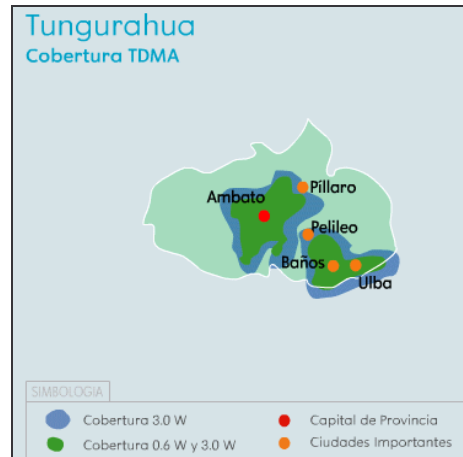 Tungurahua
Cobertura TDMA
Píllaro
Ambato
Pelileo
Baños
Ulba
SIMBOLOGIA
Cobertura 3.0 W
Capital de Provincia
Cobertura 0.6 W y 3.0 W
Ciudades Importantes